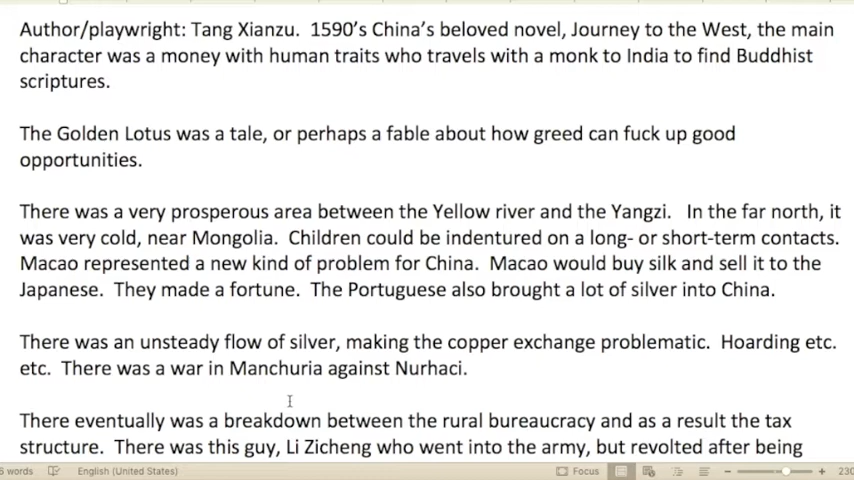 Author/playwright: Tang Xianzu.  1590's China's beloved novel, Journey to the West, the main
character was a money with human traits who travels with a monk to India to find Buddhist
scriptures.
The Golden Lotus was a tale, or perhaps a fable about how greed can fuck up good
opportunities.
There was a very prosperous area between the Yellow river and the Yangzi.   In the far north, it
was very cold, near Mongolia.  Children could be indentured on a long- or short-term contacts.
Macao represented a new kind of problem for China.  Macao would buy silk and sell it to the
Japanese.  They made a fortune.  The Portuguese also brought a lot of silver into China.
There was an unsteady flow of silver, making the copper exchange problematic.  Hoarding etc.
etc.  There was a war in Manchuria against Nurhaci.
There eventually was a breakdown between the rural bureaucracy and as a result the tax
structure.  There was this guy, Li Zicheng who went into the army, but revolted after being
6 words English (United States) Focus 230